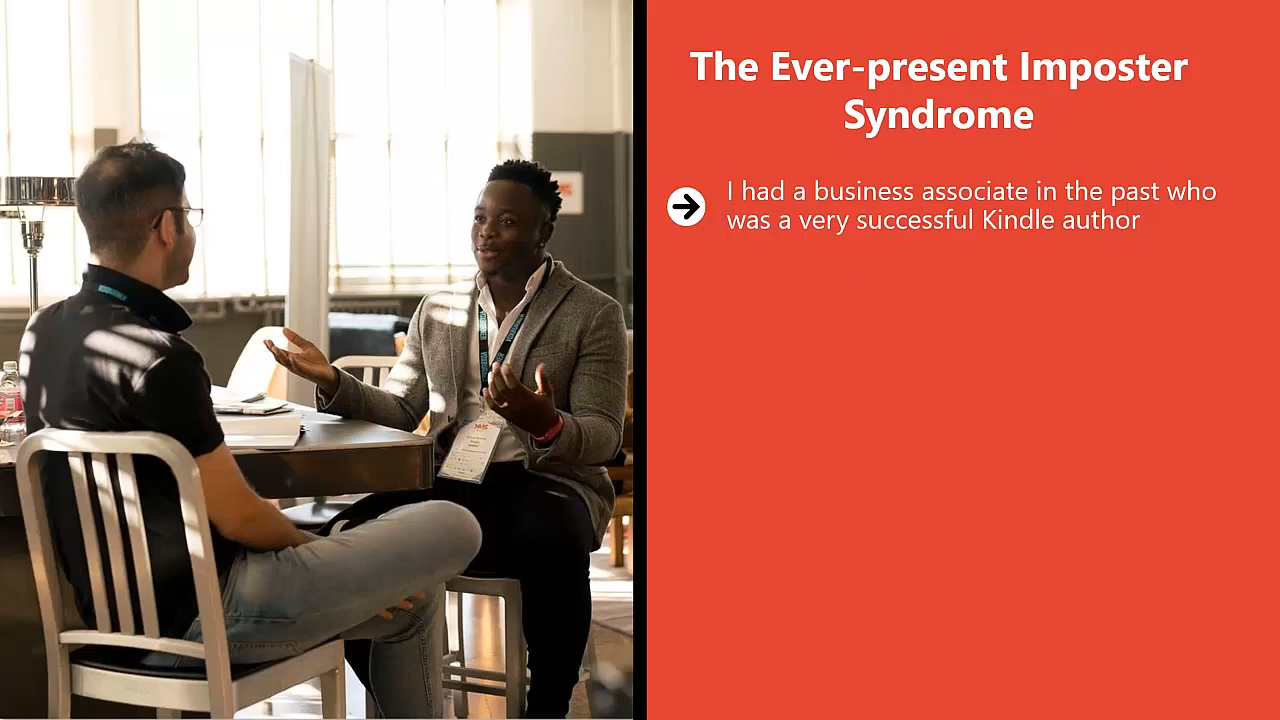 The Ever-present Imposter
Syndrome
I had a business associate in the past who
was a very successful Kindle author